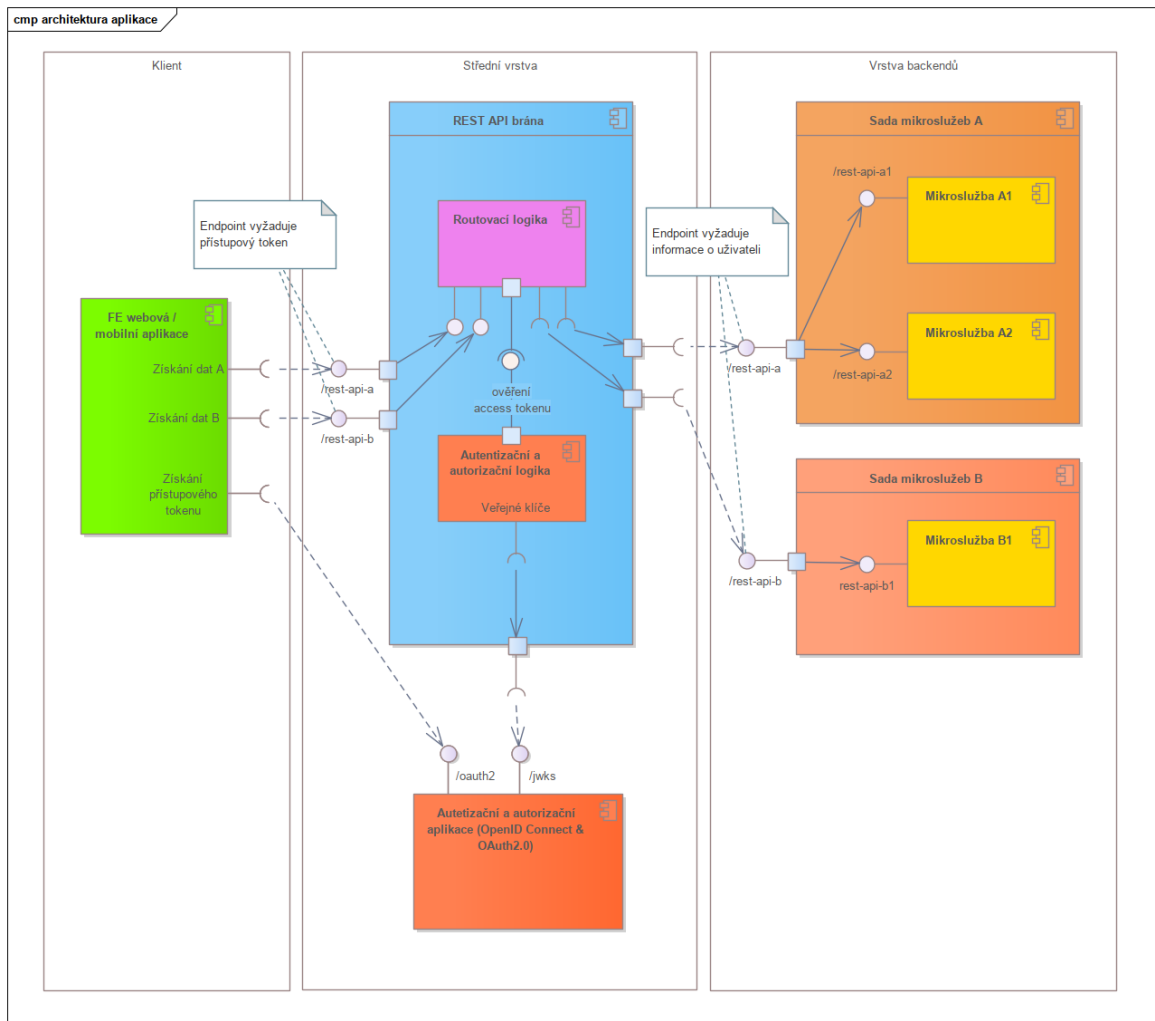 cmp architektura aplikace
Klient
Střední vrstva
Vrstva backendů
REST API brána
Sada mikroslužeb A
/rest-api-a1
Mikroslužba A1
Routovací logika
Endpoint vyžaduje
přístupový token
Endpoint vyžaduje
informace o uživateli
FE webová /
mobilní aplikace
Mikroslužba A2
Získání dat A
/rest-api-a
/rest-api-a
/rest-api-a2
ověření
access tokenu
Získání dat B
/rest-api-b
Autentizační a
autorizační logika
Získání
přístupového
tokenu
Veřejné klíče
Sada mikroslužeb B
Mikroslužba B1
/rest-api-b
rest-api-b1
/oauth2
/jwks
Autetizační a autorizační
aplikace (OpenID Connect &
OAuth2.0)